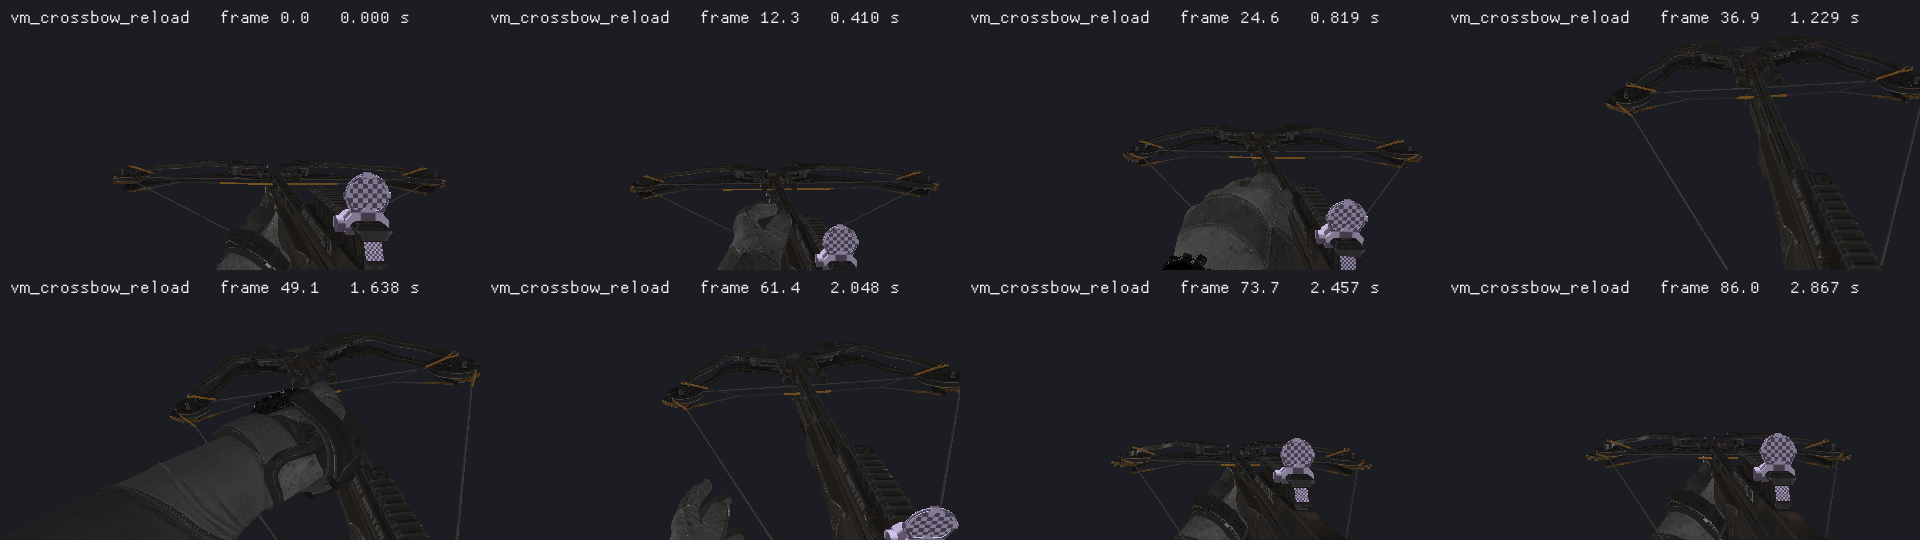 vm_crossbow_reload frame 0.0 0.000 s
vm_crossbow_reload frame 12.3 0.410 s
vm_crossbow_reload frame 24.6 0.819 s
vm_crossbow_reload frame 36.9 1.229 s
vm_crossbow_reload frame 49.1 1.638 s
vm_crossbow_reload frame 61.4 2.048 s
vm_crossbow_reload frame 73.7 2.457 s
vm_crossbow_reload frame 86.0 2.867 s